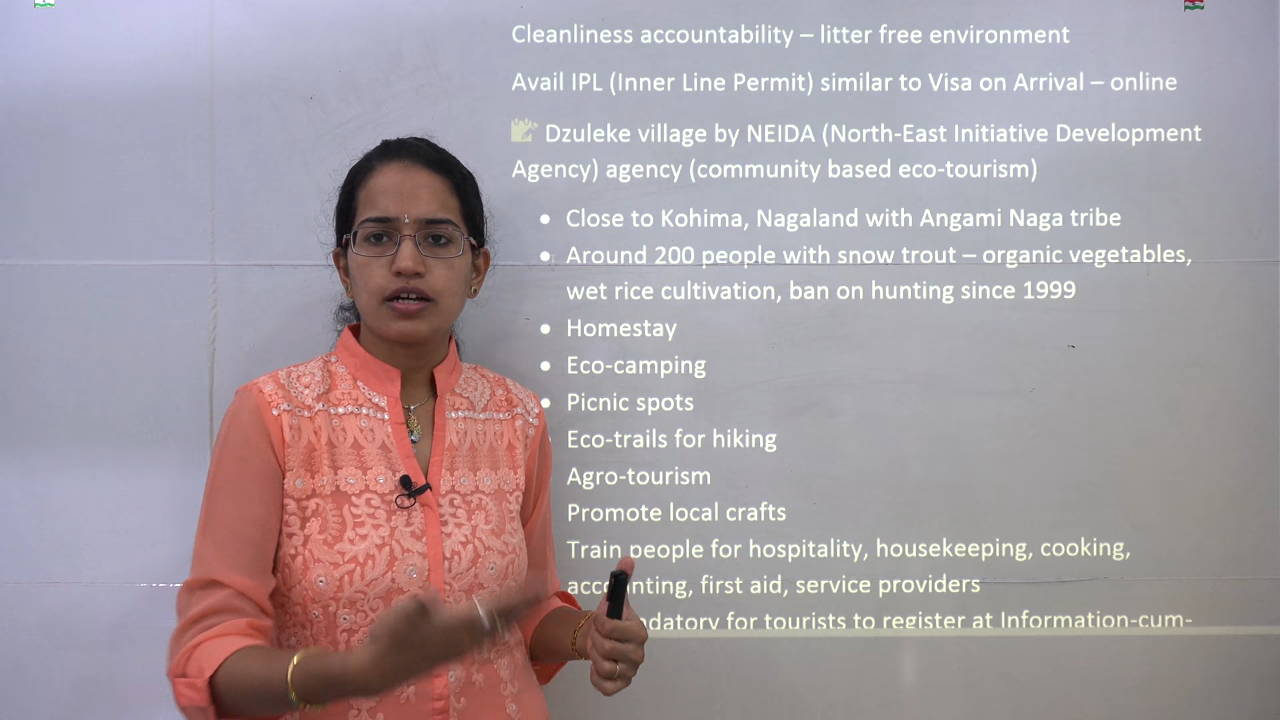 Cleanliness accountability – litter free environment
Avail IPL (Inner Line Permit) similar to Visa on Arrival – online
Dzuleke village by NEIDA (North-East Initiative Development
Agency) agency (community based eco-tourism)
• Close to Kohima, Nagaland with Angami Naga tribe
• Around 200 people with snow trout – organic vegetables,
wet rice cultivation, ban on hunting since 1999
• Homestay
• Eco-camping
• Picnic spots
Eco-trails for hiking
Agro-tourism
Promote local crafts
Train people for hospitality, housekeeping, cooking,
accounting, first aid, service providers
for tourists to register at Information-cum-